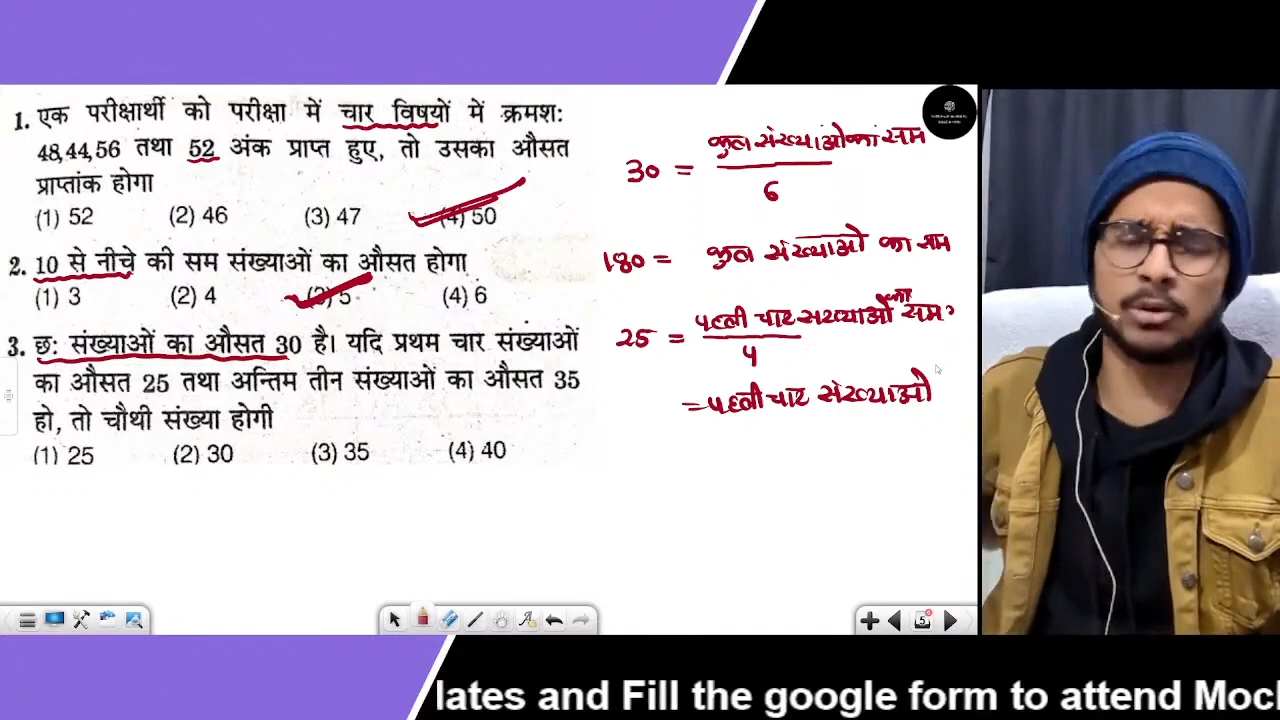 1. एक परीक्षार्थी को परीक्षा में चार विषयों में क्रमश:
48,44,56 तथा 52 अंक प्राप्त हुए, तो उसका औसत
प्राप्तांक होगा
(1) 52 (2) 46 (3) 47 (4) 50
2. 10 से नीचे की सम संख्याओं का औसत होगा
(1) 3 (2) 4 (3) 5 (4) 6
3. छ: संख्याओं का औसत 30 है। यदि प्रथम चार संख्याओं
का औसत 25 तथा अन्तिम तीन संख्याओं का औसत 35
हो, तो चौथी संख्या होगी
(1) 25 (2) 30 (3) 35 (4) 40
30 = कुल संख्याओं का सम
6
180 = कुल संख्याओ का सम
25 = पहली चार संख्याओं का सम
4
= पहली चार संख्याओ
5
lates and Fill the google form to attend Moc